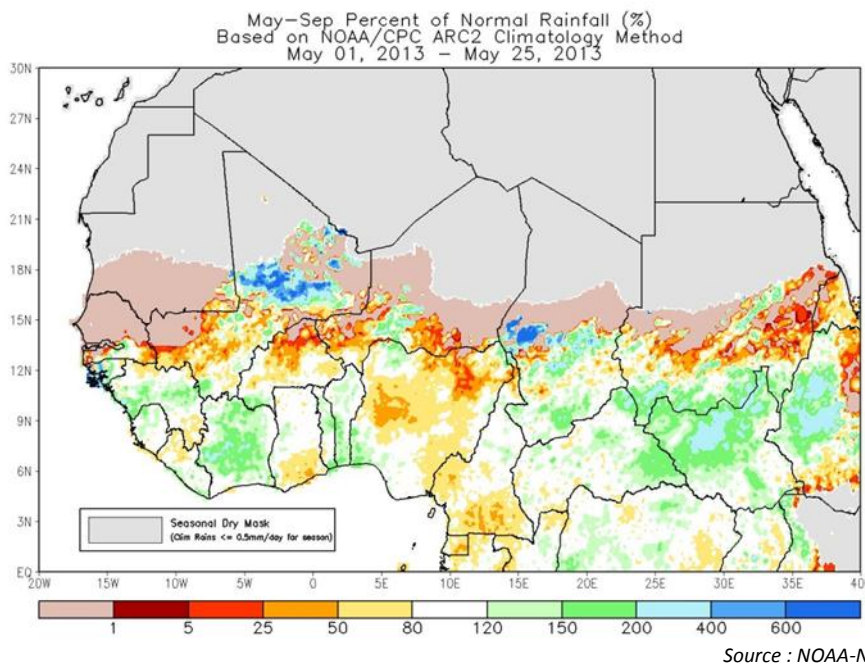 May-Sep Percent of Normal Rainfall (%)
Based on NOAA/CPC ARC2 Climatology Method
May 01, 2013 – May 25, 2013
30N
27N
24N
21N
18N
15N
12N
9N
6N
3N
EQ
Seasonal Dry Mask
(Clim Rains <= 0.5mm/day for season)
20W 15W 10W 5W 0 5E 10E 15E 20E 25E 30E 35E 40
1 5 25 50 80 120 150 200 400 600
Source : NOAA-N